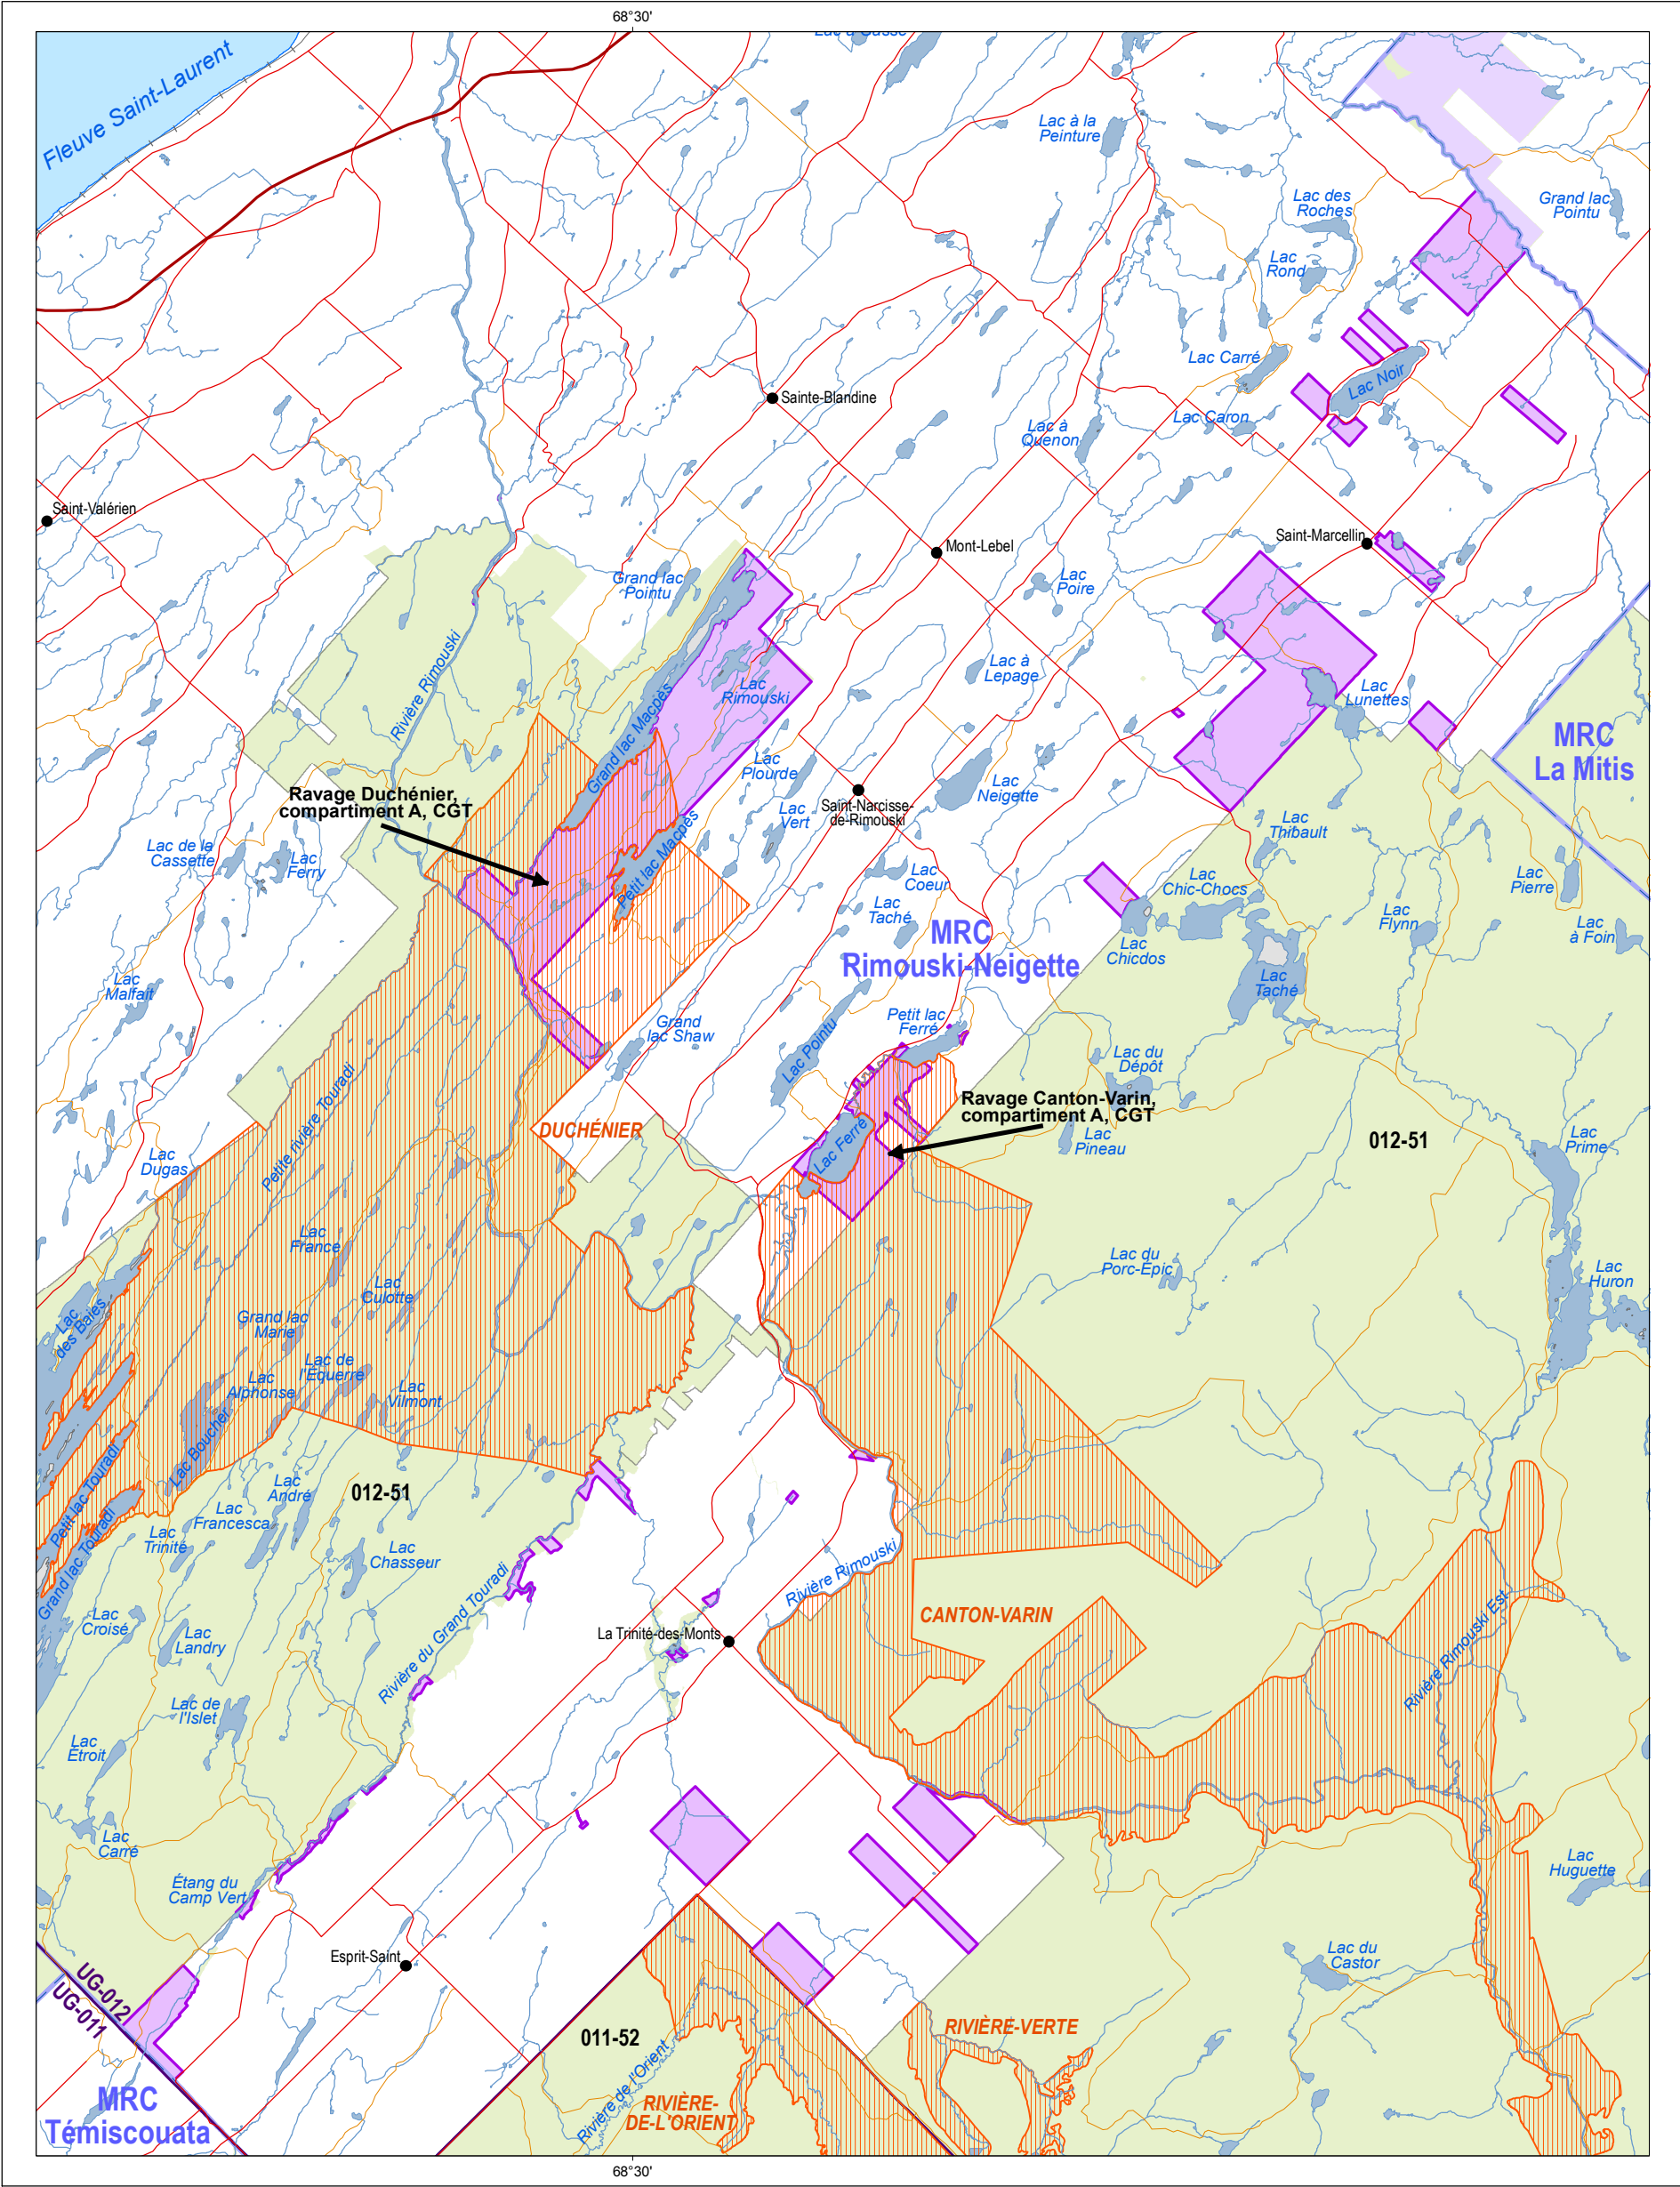 68°30'
Fleuve Saint-Laurent
Lac à la
Peinture
Lac des
Roches
Grand lac
Pointu
Lac
Rond
Lac Carré
Lac Noir
Sainte-Blandine
Lac Caron
Lac à
Quenon
Saint-Valérien
Saint-Marcellin
Mont-Lebel
Grand lac
Pointu
Lac
Poire
Rivière Rimouski
Lac à
Lepage
Lac
Rimouski
Lac
Lunettes
Grand lac Macpès
MRC
La Mitis
Lac
Plourde
Lac
Neigette
Ravage Duchénier,
compartiment A, CGT
Saint-Narcisse-
de-Rimouski
Lac
Vert
Lac
Thibault
Lac de la
Cassette
Lac
Ferry
Petit lac Macpès
Lac
Coeur
Lac
Chic-Chocs
Lac
Pierre
Lac
Taché
Lac
Flynn
Lac
à Foin
MRC
Rimouski-Neigette
Lac
Chicdos
Lac
Taché
Lac
Malfait
Grand
lac Shaw
Petit lac
Ferré
Lac Pointu
Lac du
Dépôt
Ravage Canton-Varin,
compartiment A, CGT
Petite rivière Touradi
DUCHÉNIER
Lac Ferré
Lac
Pineau
012-51
Lac
Prime
Lac
Dugas
Lac
France
Lac du
Porc-Epic
Lac
Huron
Lac
Culotte
Lac
des Baies
Grand lac
Marie
Lac de
l'Équerre
Lac
Alphonse
Lac
Vilmont
Lac Boucher
Petit lac Touradi
Lac
André
012-51
Lac
Francesca
Lac
Trinité
Lac
Chasseur
Grand lac Touradi
Rivière du Grand Touradi
Rivière Rimouski
Lac
Croisé
Lac
Landry
La Trinité-des-Monts
CANTON-VARIN
Rivière Rimouski Est
Lac de
l'Islet
Lac
Étroit
Lac
Carré
Étang du
Camp Vert
Lac
Huguette
Esprit-Saint
Lac du
Castor
UG-012
UG-011
011-52
RIVIÈRE-VERTE
Rivière de l'Orient
RIVIÈRE-
DE-L'ORIENT
MRC
Témiscouata
68°30'